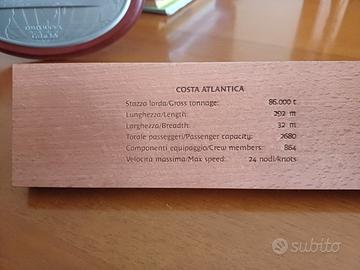 COSTA ATLANTICA
Stazza lorda/Gross tonnage: 86.000 t
Lunghezza/Length: 292 m
Larghezza/Breadth: 32 m
Totale passeggeri/Passenger capacity: 2680
Componenti equipaggio/Crew members: 864
Velocità massima/Max speed: 24 nodi/knots
subito